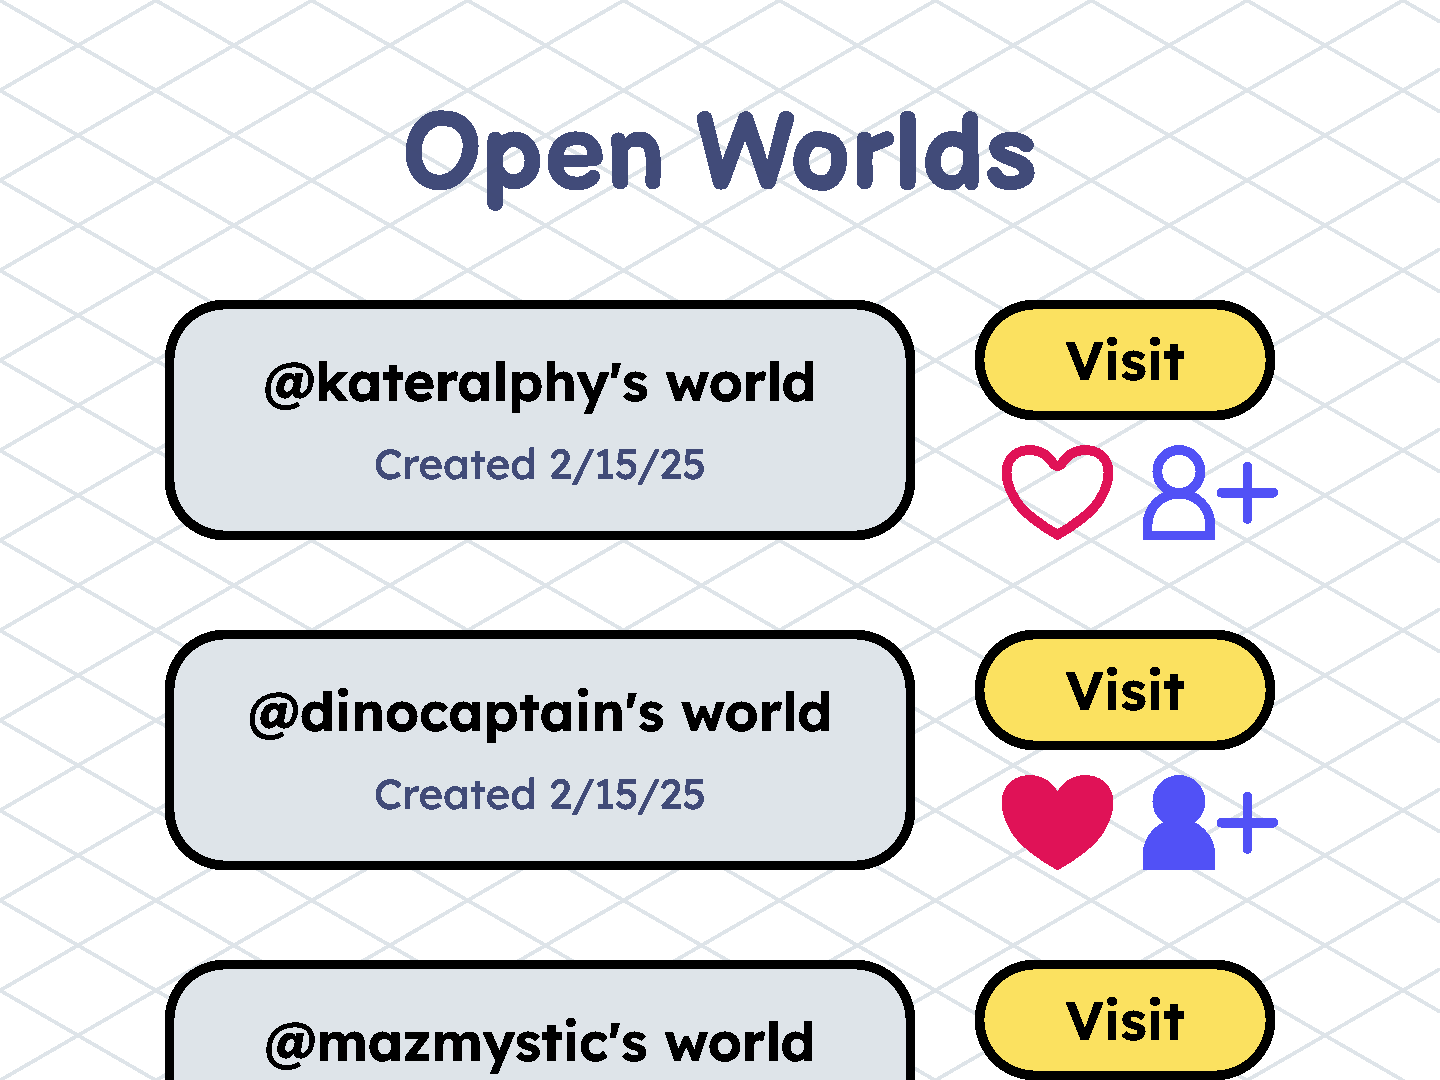 Open Worlds
@kateralphy's world
Created 2/15/25
Visit
@dinocaptain's world
Created 2/15/25
Visit
@mazmystic's world
Visit